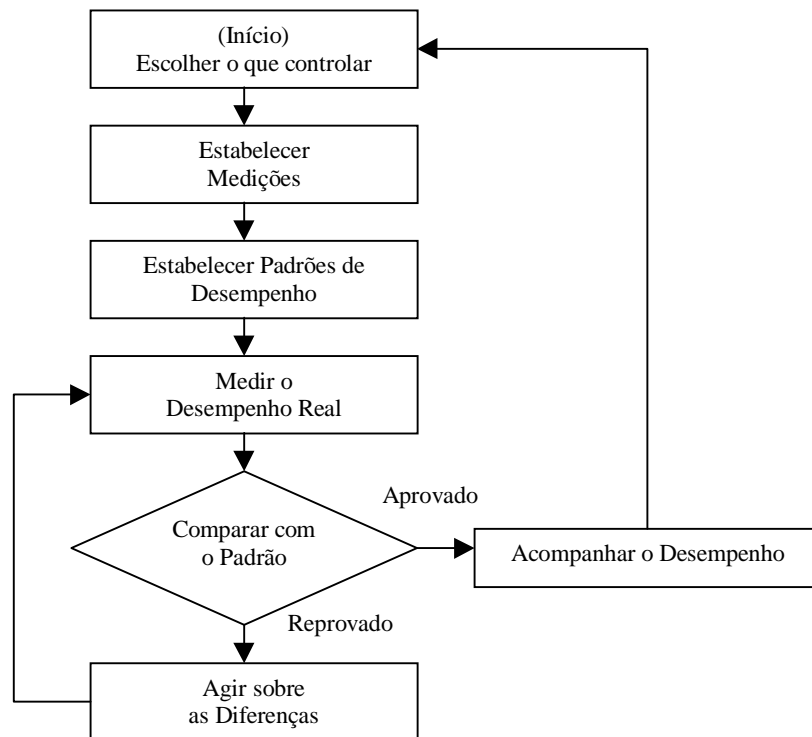 (Início)
Escolher o que controlar
Estabelecer
Medições
Estabelecer Padrões de
Desempenho
Medir o
Desempenho Real
Aprovado
Comparar com
o Padrão
Acompanhar o Desempenho
Reprovado
Agir sobre
as Diferenças